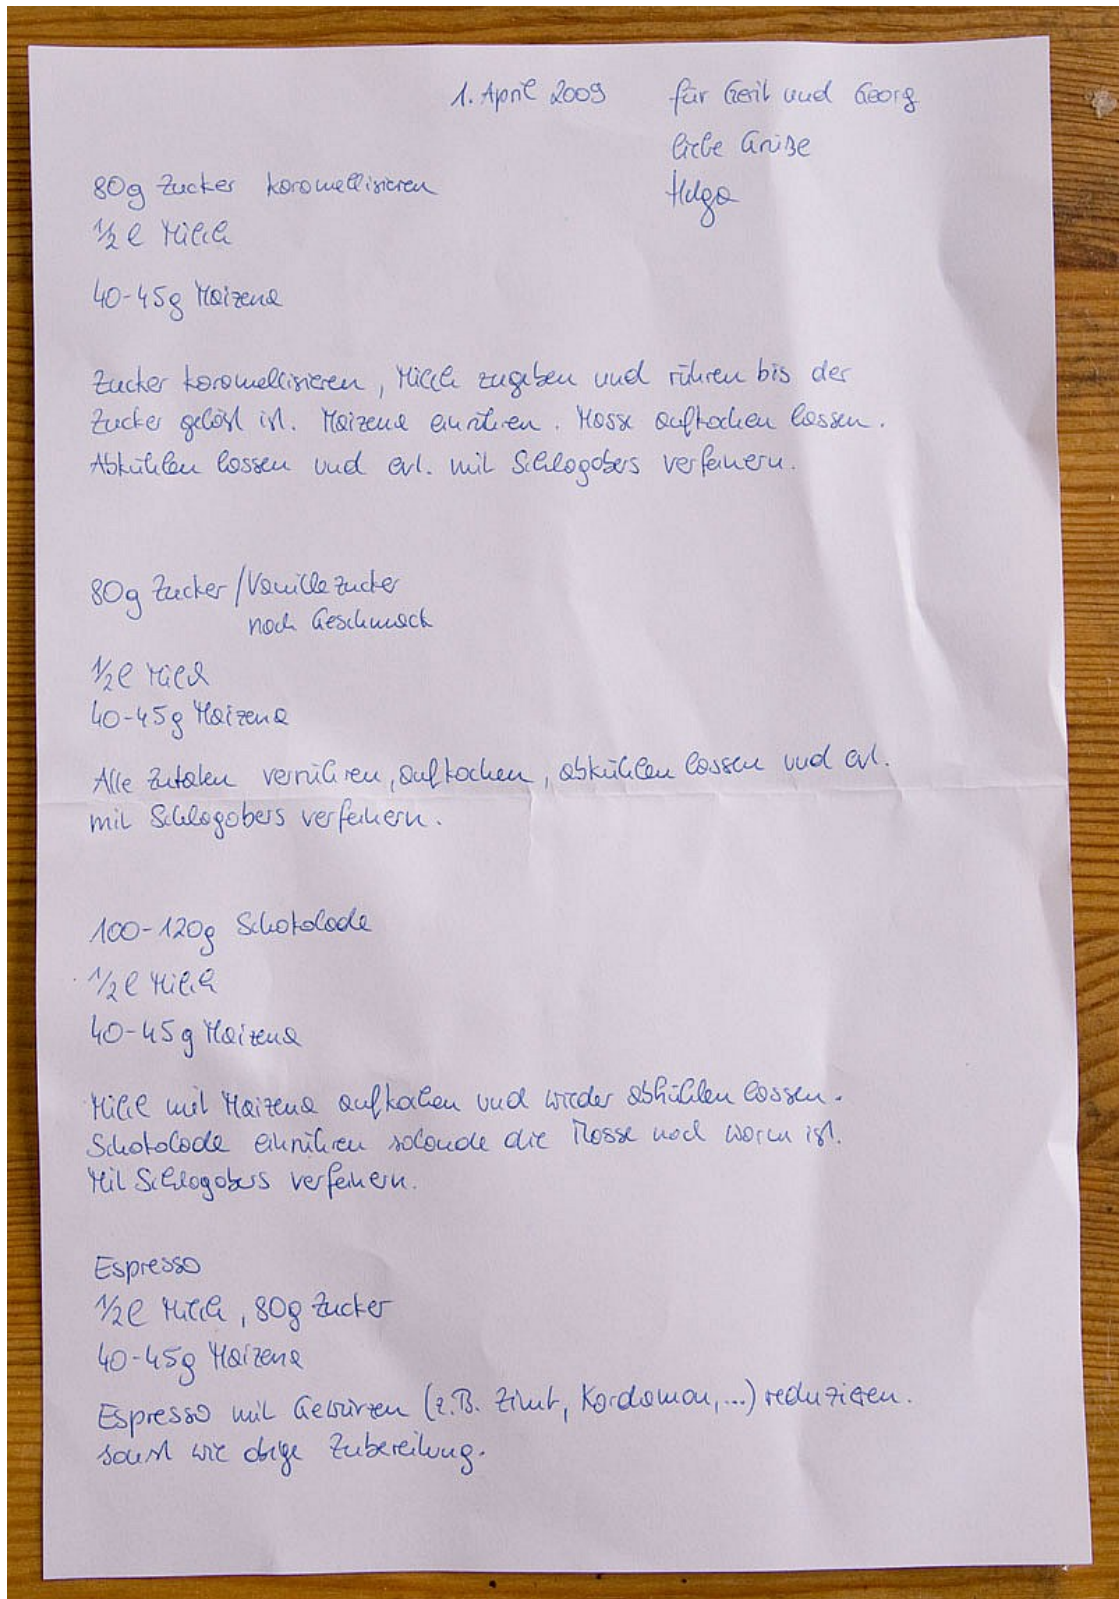 1. April 2009
für Gerit und Georg
liebe Grüße
Helga
80g Zucker karamellisieren
1/2 l Milch
40-45g Maizena
Zucker karamellisieren, Milch zugeben und rühren bis der
Zucker gelöst ist. Maizena einrühren. Masse aufkochen lassen.
Abkühlen lassen und evl. mit Schlagobers verfeinern.
80g Zucker/Vanillezucker
nach Geschmack
1/2 l Milch
40-45g Maizena
Alle Zutaten verrühren, aufkochen, abkühlen lassen und evl.
mit Schlagobers verfeinern.
100-120g Schokolade
1/2 l Milch
40-45g Maizena
Milch mit Maizena aufkochen und wieder abkühlen lassen.
Schokolade einrühren solange die Masse noch warm ist.
Mit Schlagobers verfeinern.
Espresso
1/2 l Milch, 80g Zucker
40-45g Maizena
Espresso mit Gewürzen (z.B. Zimt, Kardamon,...) reduzieren.
sonst wie obige Zubereitung.